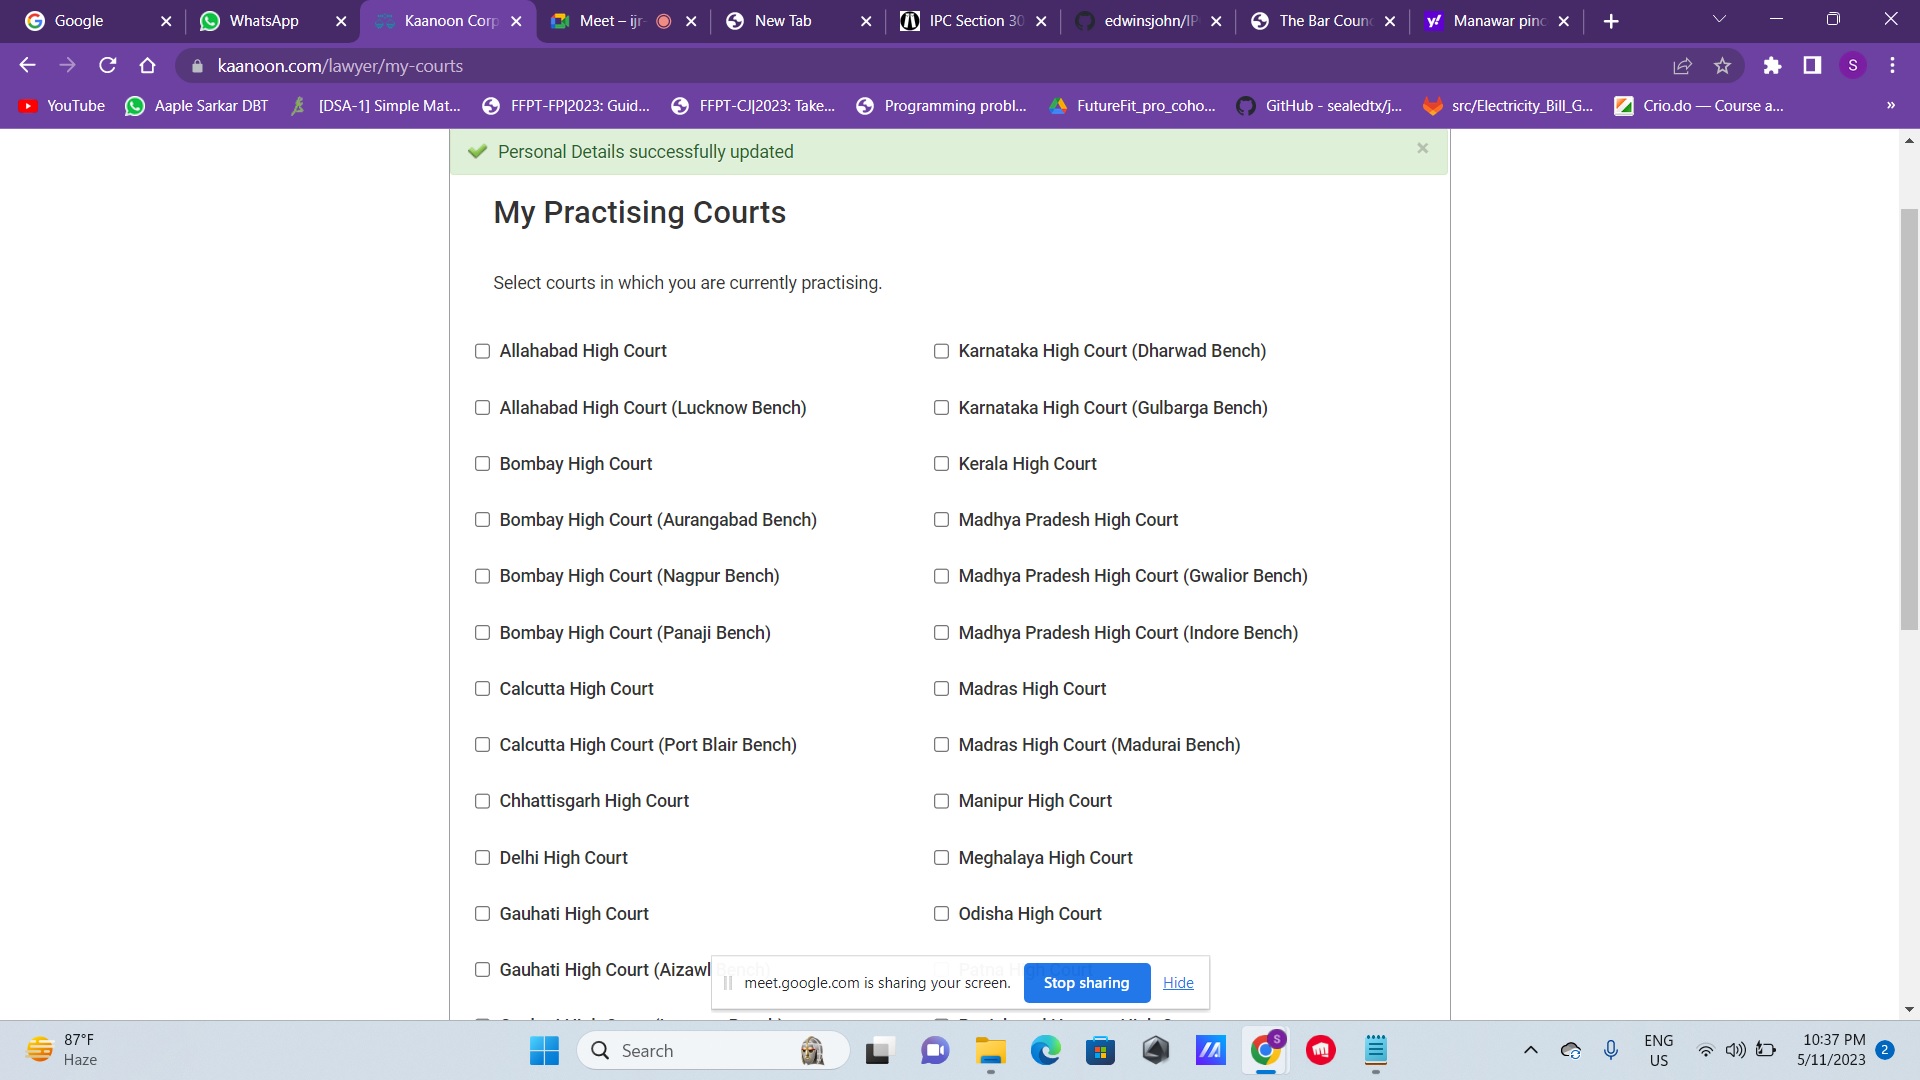 Google
WhatsApp
Kaanoon Corp
Meet – ijr
New Tab
IPC Section 30
edwinsjohn/IP
The Bar Coun
Manawar pinc
kaanoon.com/lawyer/my-courts
S
YouTube
Aaple Sarkar DBT
[DSA-1] Simple Mat...
FFPT-FP|2023: Guid...
FFPT-CJ|2023: Take...
Programming probl...
FutureFit_pro_coho...
GitHub - sealedtx/j...
src/Electricity_Bill_G...
Crio.do — Course a...
»
Personal Details successfully updated
×
My Practising Courts
Select courts in which you are currently practising.
Allahabad High Court
Karnataka High Court (Dharwad Bench)
Allahabad High Court (Lucknow Bench)
Karnataka High Court (Gulbarga Bench)
Bombay High Court
Kerala High Court
Bombay High Court (Aurangabad Bench)
Madhya Pradesh High Court
Bombay High Court (Nagpur Bench)
Madhya Pradesh High Court (Gwalior Bench)
Bombay High Court (Panaji Bench)
Madhya Pradesh High Court (Indore Bench)
Calcutta High Court
Madras High Court
Calcutta High Court (Port Blair Bench)
Madras High Court (Madurai Bench)
Chhattisgarh High Court
Manipur High Court
Delhi High Court
Meghalaya High Court
Gauhati High Court
Odisha High Court
Gauhati High Court (Aizawl Bench)
Patna High Court
meet.google.com is sharing your screen.
Stop sharing
Hide
87°F
Haze
Search
S
ENG
US
10:37 PM
5/11/2023
2